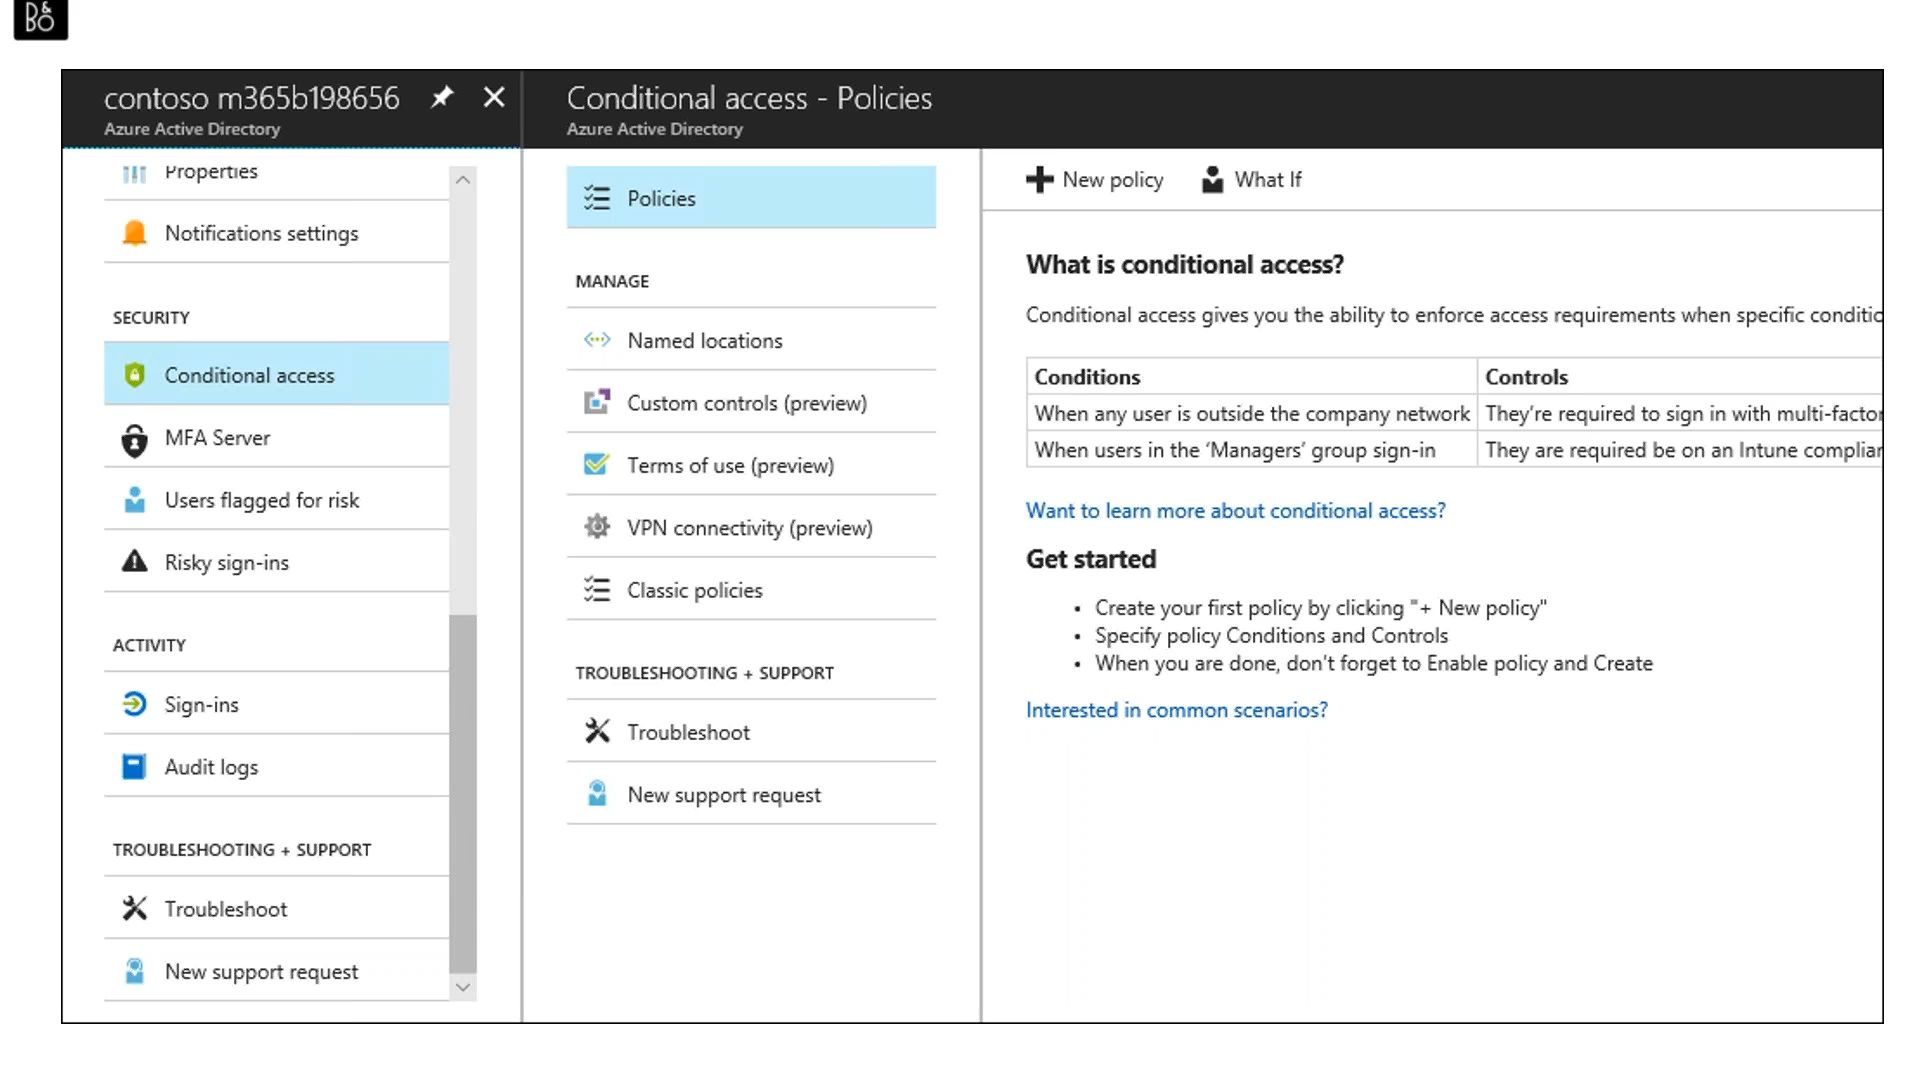 B&O
contoso m365b198656
Azure Active Directory
Properties
Notifications settings
SECURITY
Conditional access
MFA Server
Users flagged for risk
Risky sign-ins
ACTIVITY
Sign-ins
Audit logs
TROUBLESHOOTING + SUPPORT
Troubleshoot
New support request
Conditional access - Policies
Azure Active Directory
Policies
MANAGE
Named locations
Custom controls (preview)
Terms of use (preview)
VPN connectivity (preview)
Classic policies
TROUBLESHOOTING + SUPPORT
Troubleshoot
New support request
New policy What If
What is conditional access?
Conditional access gives you the ability to enforce access requirements when specific conditio
Conditions Controls
When any user is outside the company network They're required to sign in with multi-factor
When users in the ‘Managers’ group sign-in They are required be on an Intune complian
Want to learn more about conditional access?
Get started
• Create your first policy by clicking "+ New policy"
• Specify policy Conditions and Controls
• When you are done, don't forget to Enable policy and Create
Interested in common scenarios?